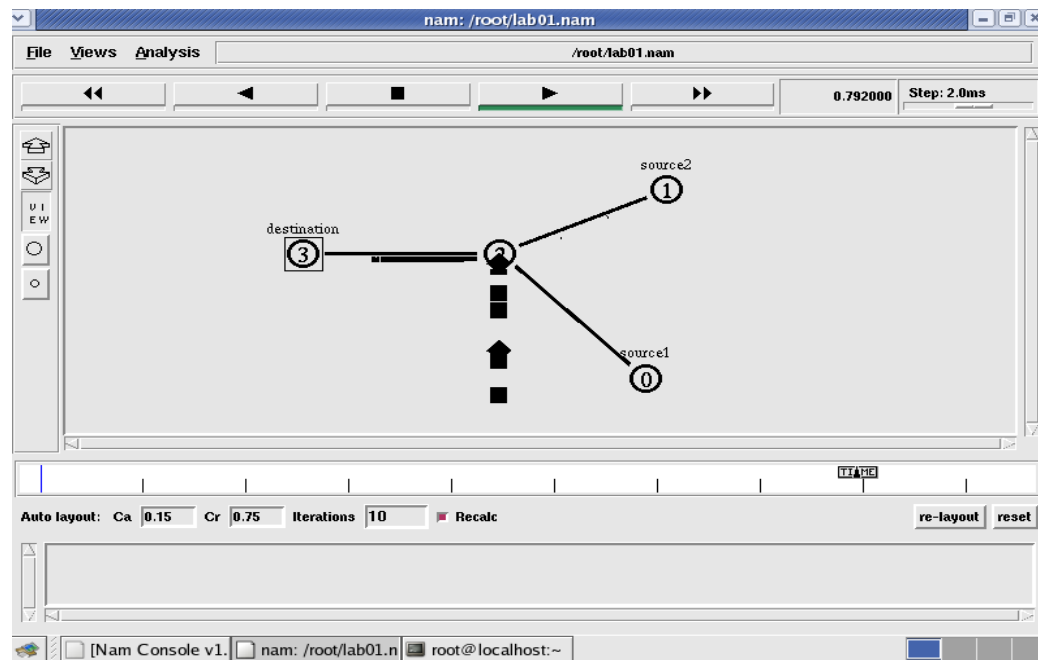 nam: /root/lab01.nam
File Views Analysis /root/lab01.nam
0.792000 Step: 2.0ms
VIEW
source2
1
destination
3
2
source1
0
TIME
Auto layout: Ca 0.15 Cr 0.75 Iterations 10 Recalc re-layout reset
[Nam Console v1. nam: /root/lab01.n root@localhost:~